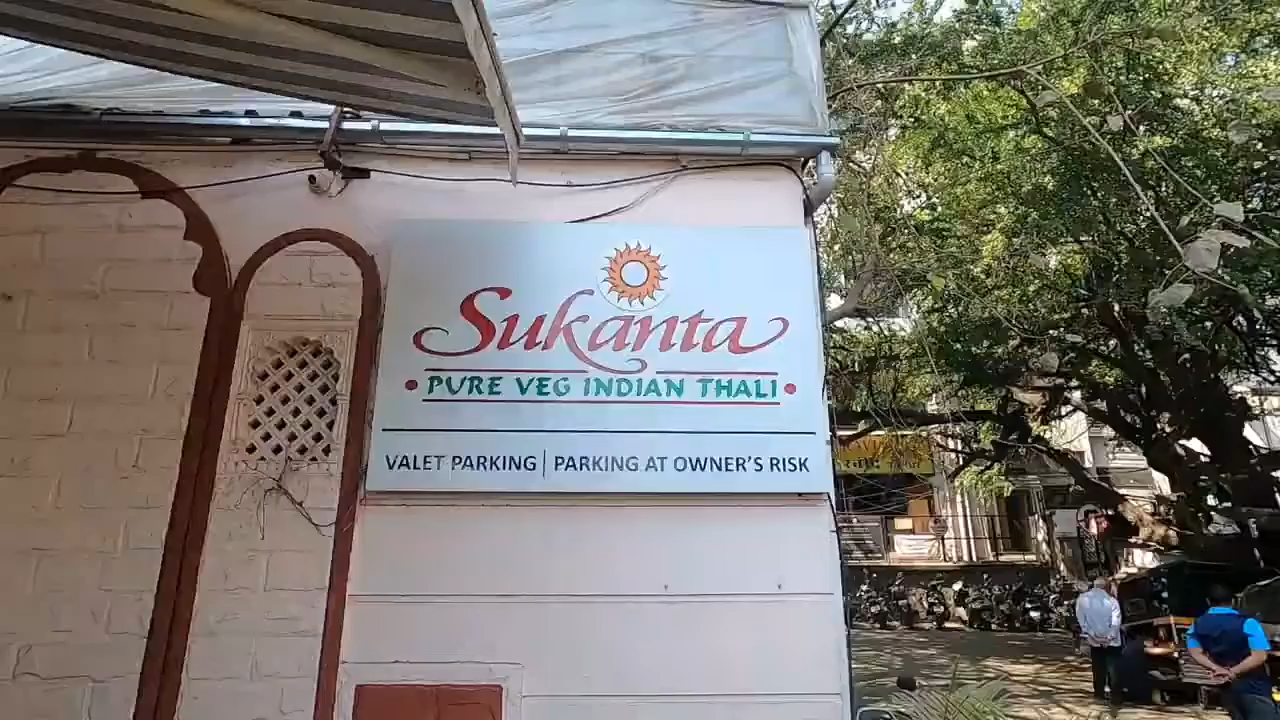 Sukanta
PURE VEG INDIAN THALI
VALET PARKING | PARKING AT OWNER'S RISK